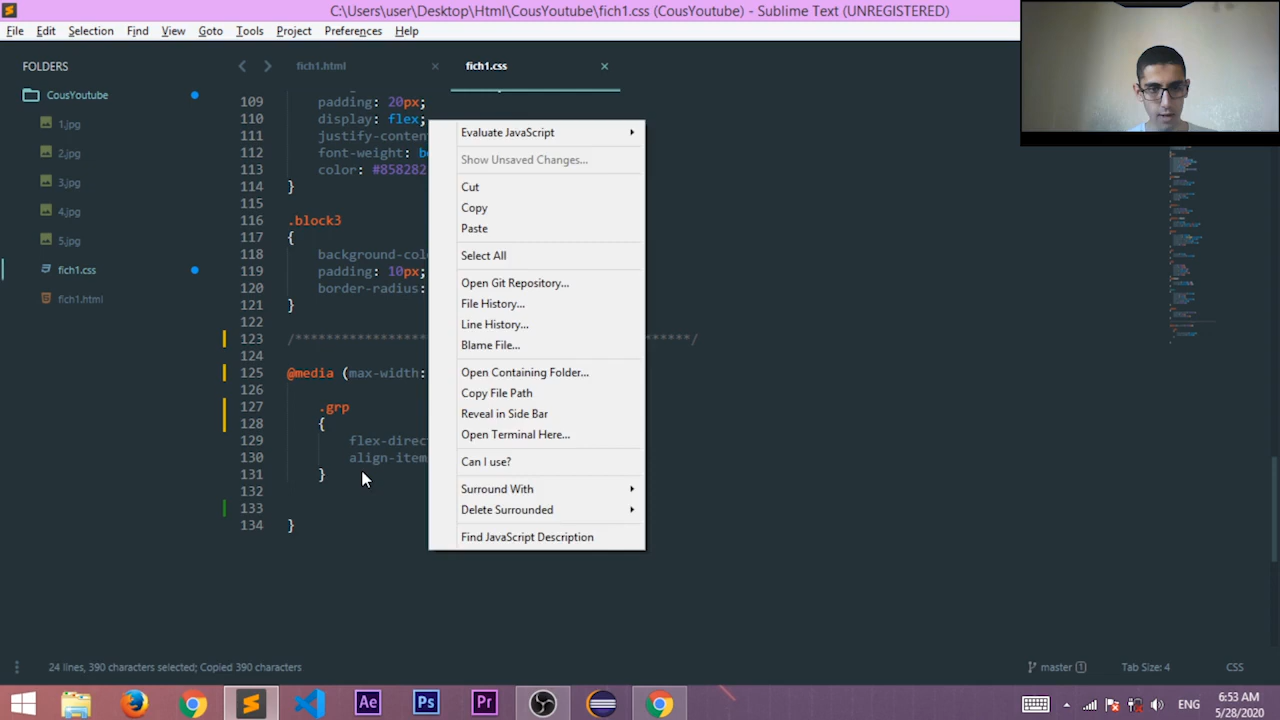 C:\Users\user\Desktop\Html\CousYoutube\fich1.css (CousYoutube) - Sublime Text (UNREGISTERED)
File Edit Selection Find View Goto Tools Project Preferences Help
FOLDERS
CousYoutube
1.jpg
2.jpg
3.jpg
4.jpg
5.jpg
fich1.css
fich1.html
fich1.html × fich1.css ×
109 padding: 20px;
110 display: flex;
111 justify-conten
112 font-weight: b
113 color: #858282
114 }
115
116 .block3
117 {
118 background-col
119 padding: 10px;
120 border-radius:
121 }
122
123 /***************** ******/
124
125 @media (max-width:
126
127 .grp
128 {
129 flex-direc
130 align-item
131 }
132
133
134 }
Evaluate JavaScript
Show Unsaved Changes...
Cut
Copy
Paste
Select All
Open Git Repository...
File History...
Line History...
Blame File...
Open Containing Folder...
Copy File Path
Reveal in Side Bar
Open Terminal Here...
Can I use?
Surround With
Delete Surrounded
Find JavaScript Description
24 lines, 390 characters selected; Copied 390 characters
master 1 Tab Size: 4 CSS
Ae Ps Pr
ENG
6:53 AM
5/28/2020